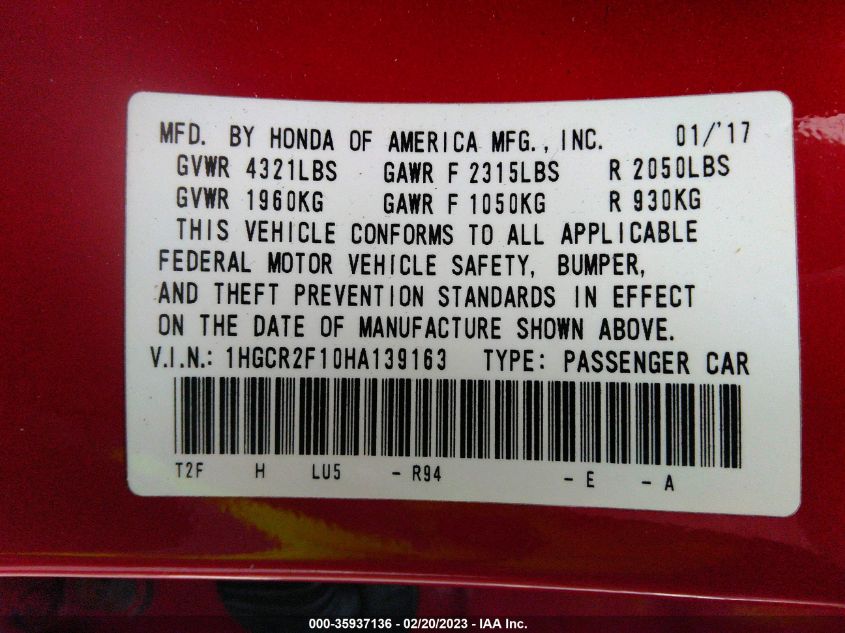 MFD. BY HONDA OF AMERICA MFG., INC. 01/'17
GVWR 4321LBS GAWR F 2315LBS R 2050LBS
GVWR 1960KG GAWR F 1050KG R 930KG
THIS VEHICLE CONFORMS TO ALL APPLICABLE
FEDERAL MOTOR VEHICLE SAFETY, BUMPER,
AND THEFT PREVENTION STANDARDS IN EFFECT
ON THE DATE OF MANUFACTURE SHOWN ABOVE.
V.I.N.: 1HGCR2F10HA139163 TYPE: PASSENGER CAR
T2F H LU5 - R94 - E - A
000-35937136 - 02/20/2023 - IAA Inc.